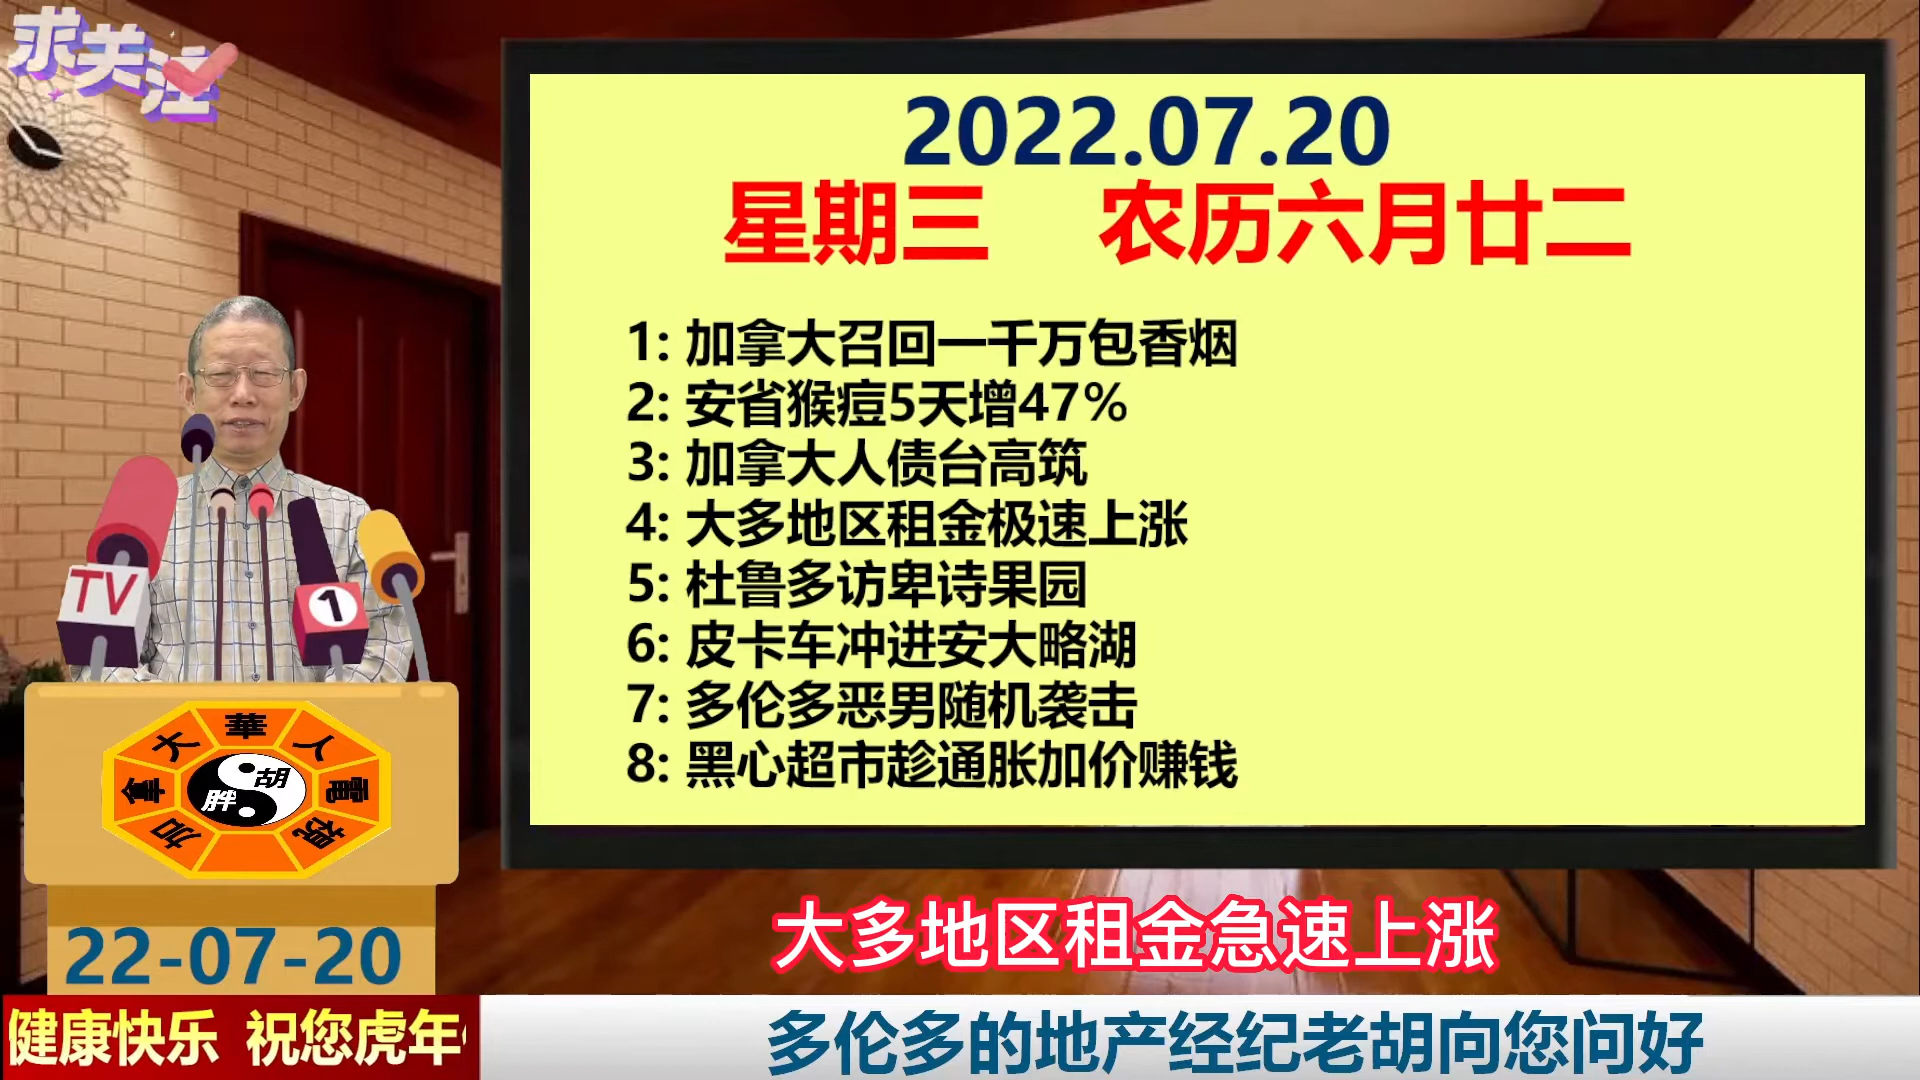 求关注
2022.07.20
星期三 农历六月廿二
1: 加拿大召回一千万包香烟
2: 安省猴痘5天增47%
3: 加拿大人债台高筑
4: 大多地区租金极速上涨
5: 杜鲁多访卑诗果园
6: 皮卡车冲进安大略湖
7: 多伦多恶男随机袭击
8: 黑心超市趁通胀加价赚钱
TV
1
加拿大華人電視
胖胡
22-07-20
大多地区租金急速上涨
健康快乐 祝您虎年
多伦多的地产经纪老胡向您问好